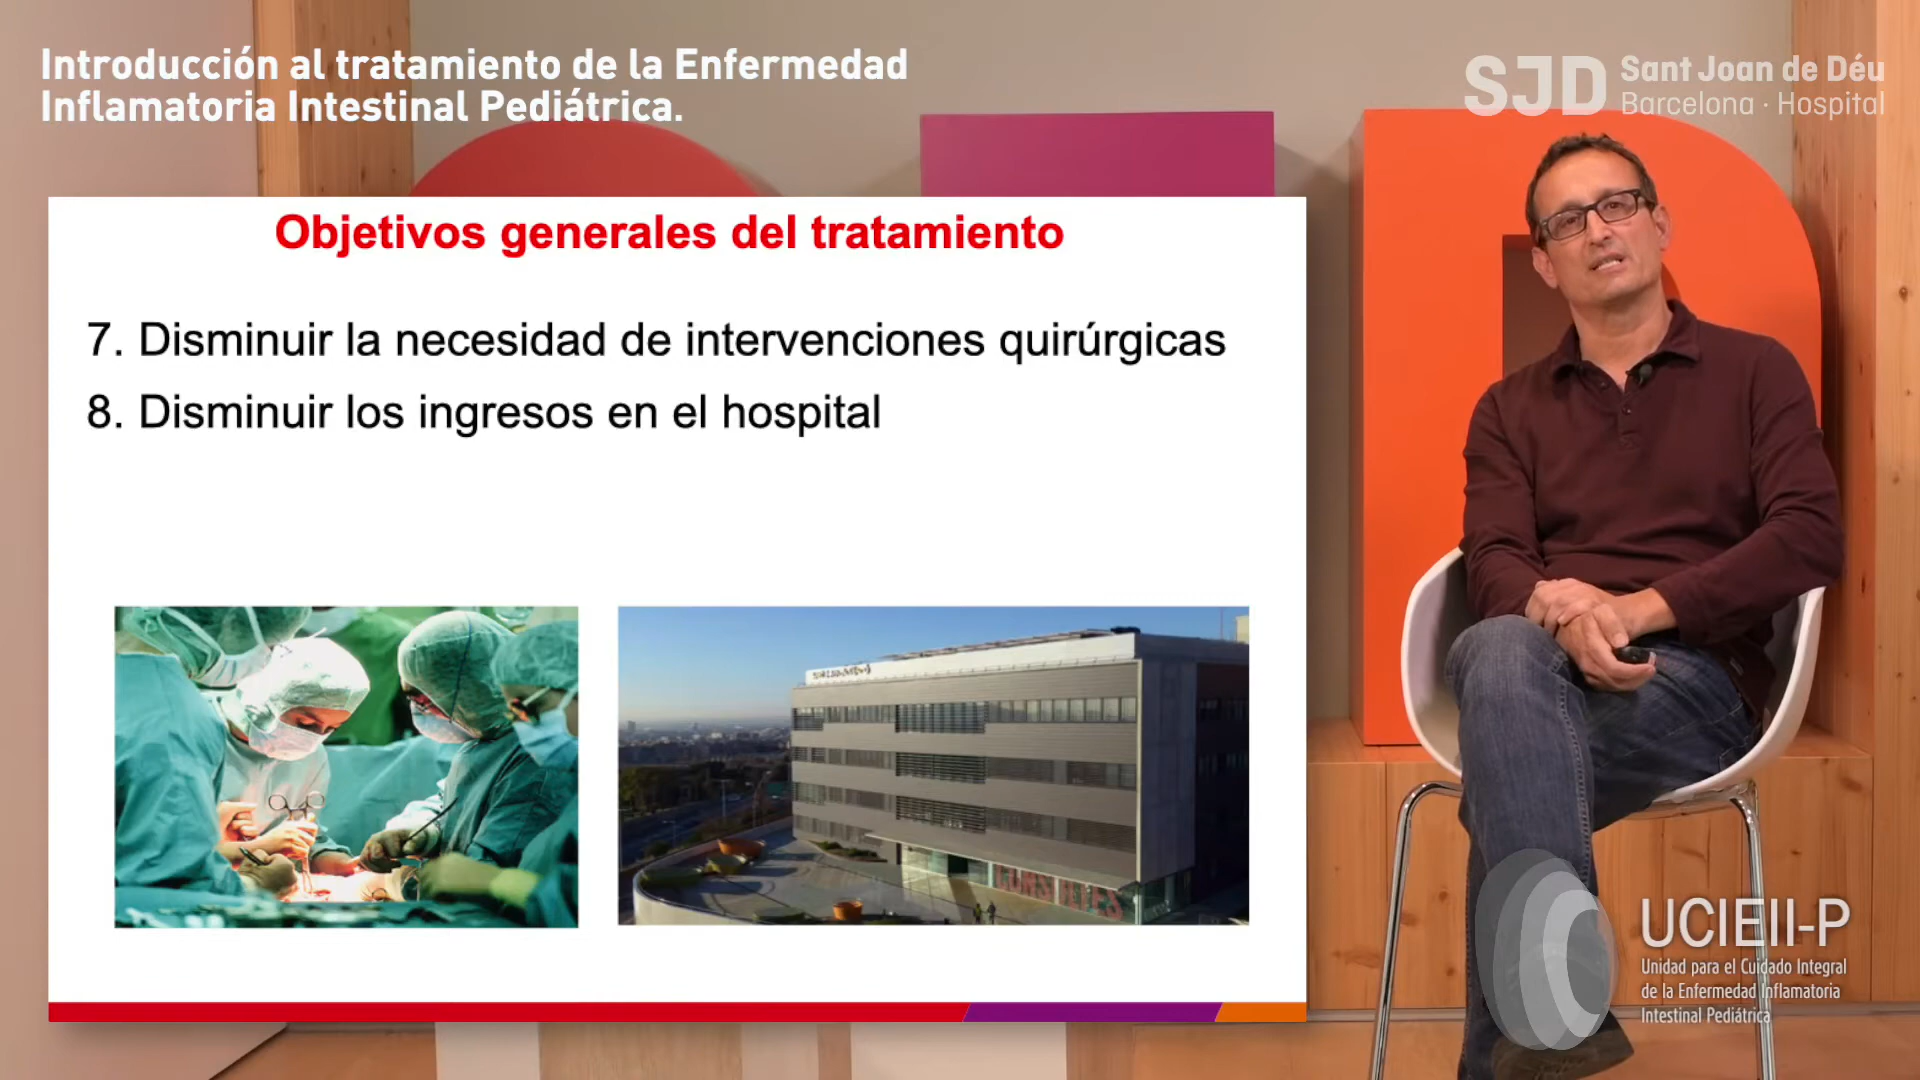 Introducción al tratamiento de la Enfermedad
Inflamatoria Intestinal Pediátrica.
SJD
Sant Joan de Déu
Barcelona · Hospital
Objetivos generales del tratamiento
7. Disminuir la necesidad de intervenciones quirúrgicas
8. Disminuir los ingresos en el hospital
UCIEII-P
Unidad para el Cuidado Integral
de la Enfermedad Inflamatoria
Intestinal Pediátrica